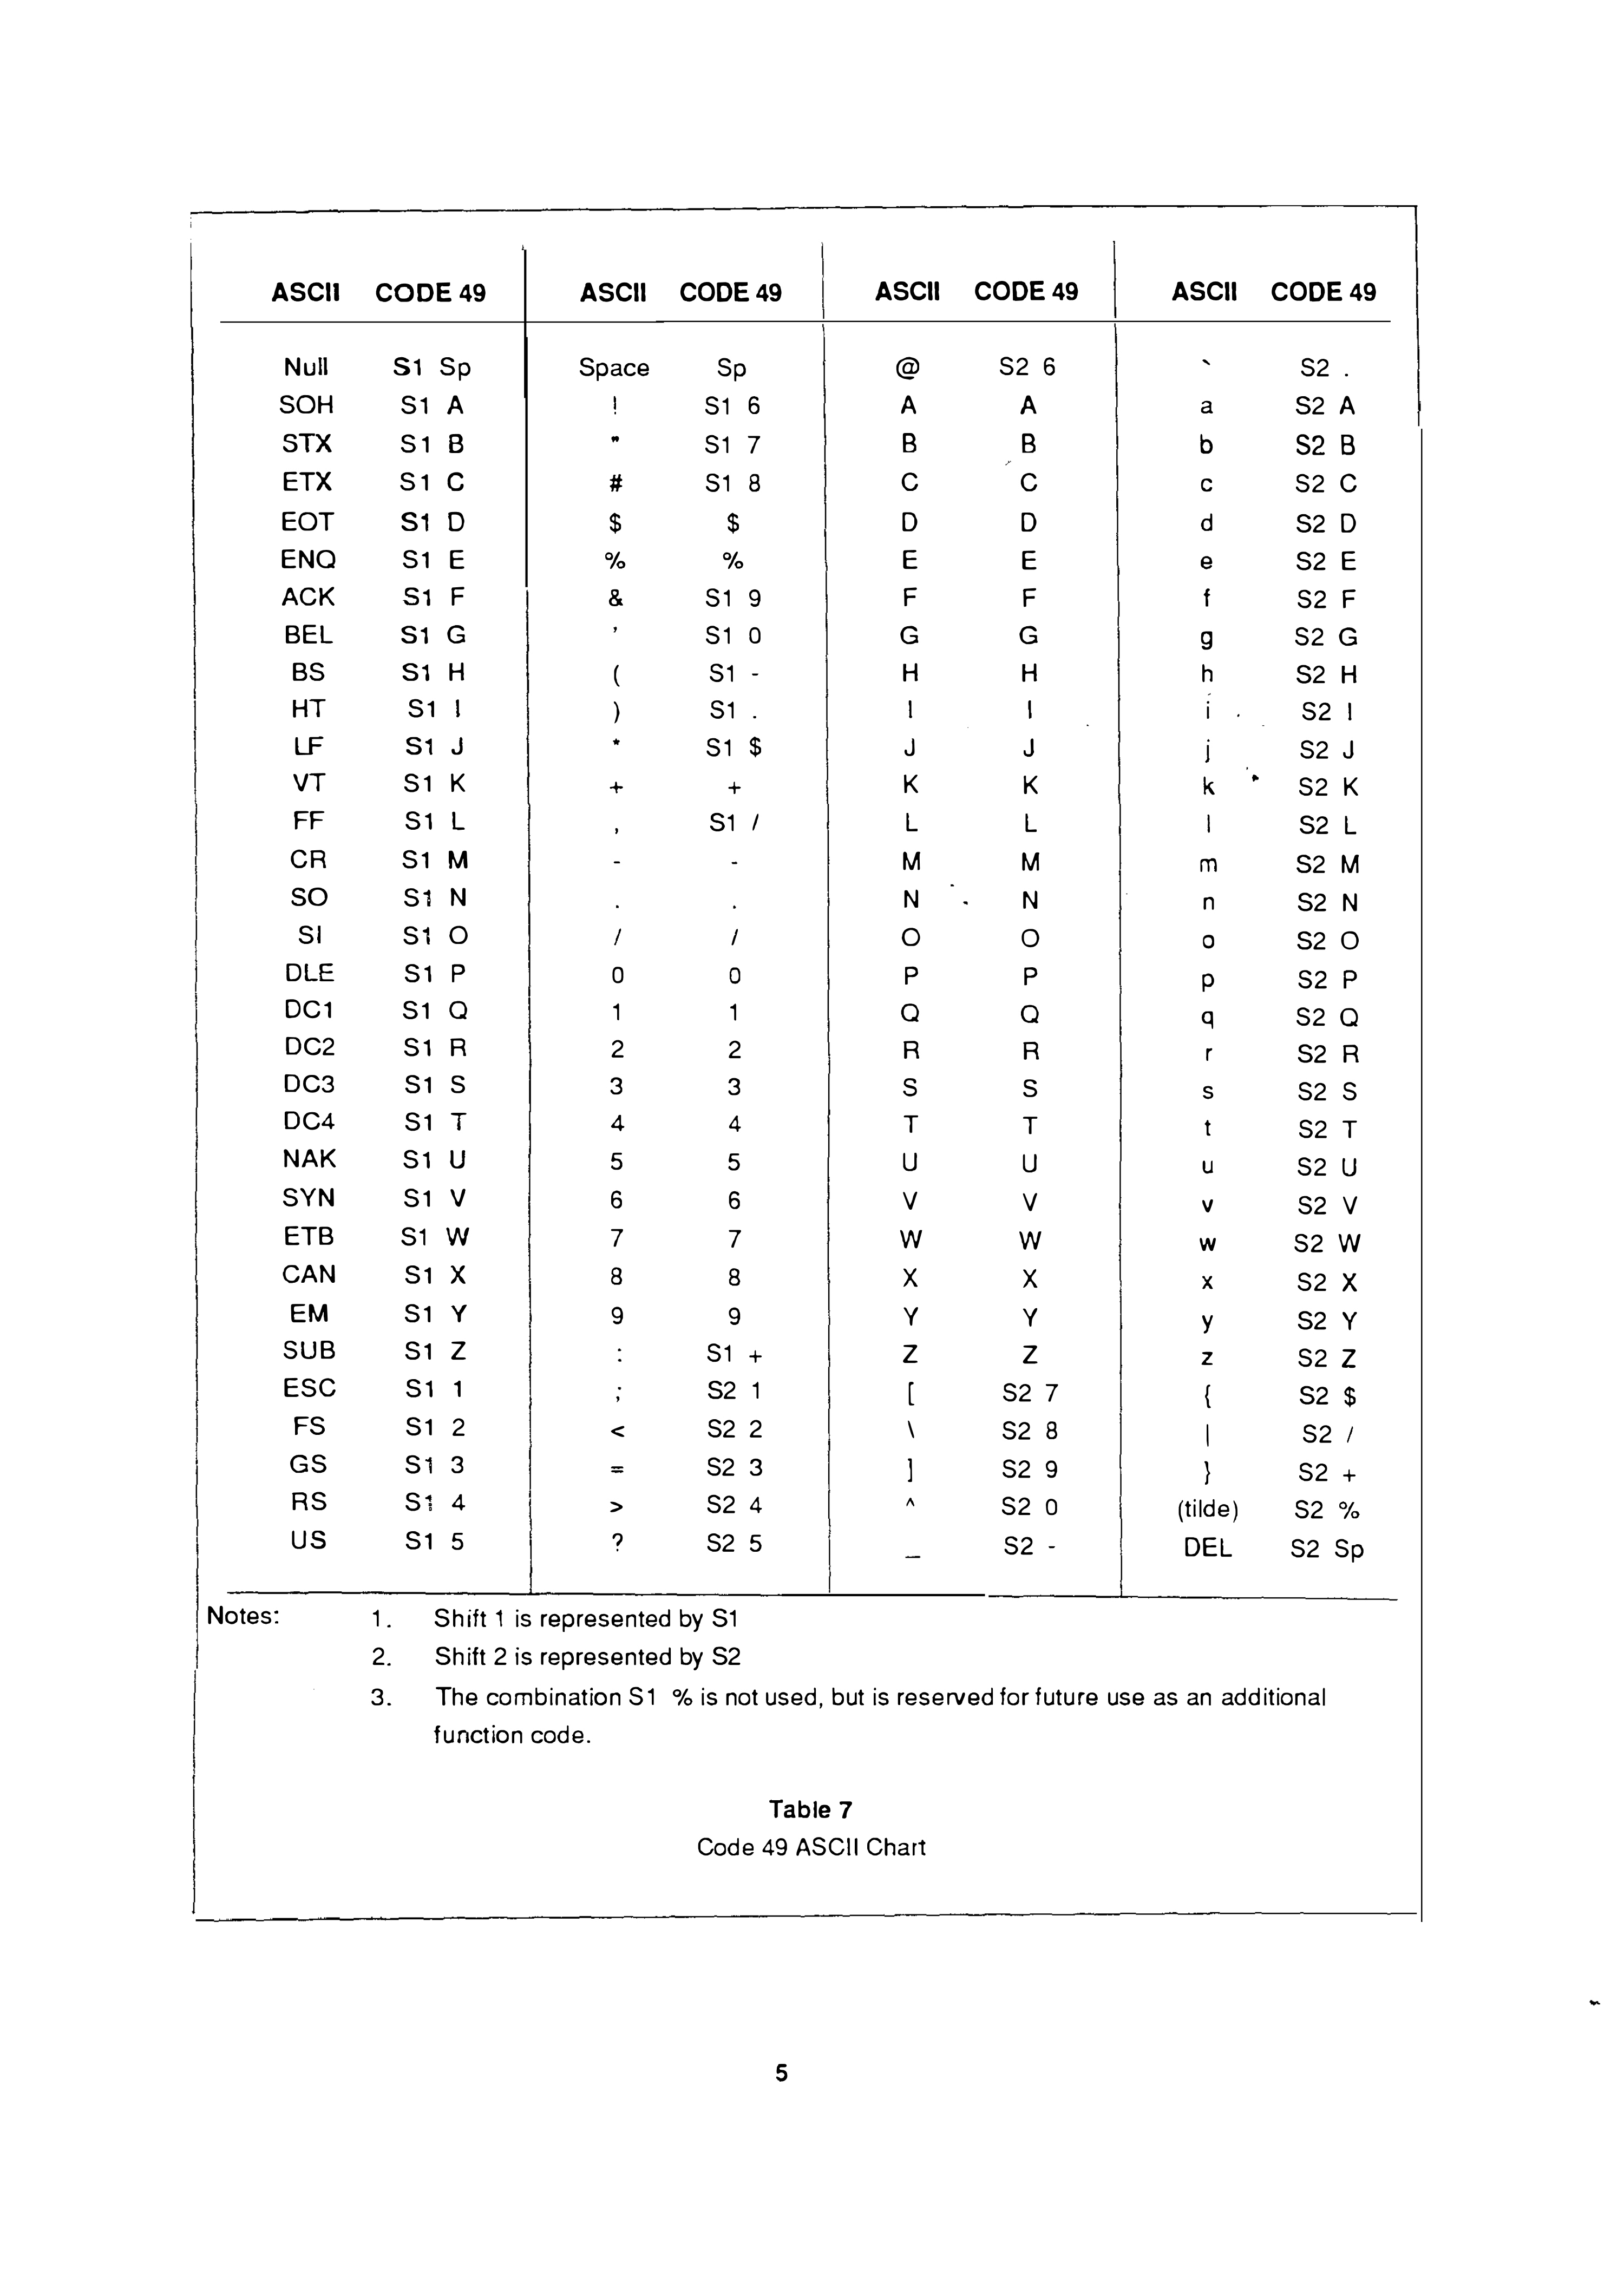 ASCII CODE 49 ASCII CODE 49 ASCII CODE 49 ASCII CODE 49
Null S1 Sp Space Sp @ S2 6 ` S2 .
SOH S1 A ! S1 6 A A a S2 A
STX S1 B " S1 7 B B b S2 B
ETX S1 C # S1 8 C C c S2 C
EOT S1 D $ $ D D d S2 D
ENQ S1 E % % E E e S2 E
ACK S1 F & S1 9 F F f S2 F
BEL S1 G ' S1 0 G G g S2 G
BS S1 H ( S1 - H H h S2 H
HT S1 I ) S1 . I I i S2 I
LF S1 J * S1 $ J J j S2 J
VT S1 K + + K K k S2 K
FF S1 L , S1 / L L l S2 L
CR S1 M - - M M m S2 M
SO S1 N . . N N n S2 N
SI S1 O / / O O o S2 O
DLE S1 P 0 0 P P p S2 P
DC1 S1 Q 1 1 Q Q q S2 Q
DC2 S1 R 2 2 R R r S2 R
DC3 S1 S 3 3 S S s S2 S
DC4 S1 T 4 4 T T t S2 T
NAK S1 U 5 5 U U u S2 U
SYN S1 V 6 6 V V v S2 V
ETB S1 W 7 7 W W w S2 W
CAN S1 X 8 8 X X x S2 X
EM S1 Y 9 9 Y Y y S2 Y
SUB S1 Z : S1 + Z Z z S2 Z
ESC S1 1 ; S2 1 [ S2 7 { S2 $
FS S1 2 < S2 2 \ S2 8 | S2 /
GS S1 3 = S2 3 ] S2 9 } S2 +
RS S1 4 > S2 4 ^ S2 0 (tilde) S2 %
US S1 5 ? S2 5 _ S2 - DEL S2 Sp
Notes: 1. Shift 1 is represented by S1
2. Shift 2 is represented by S2
3. The combination S1 % is not used, but is reserved for future use as an additional
function code.
Table 7
Code 49 ASCII Chart
5